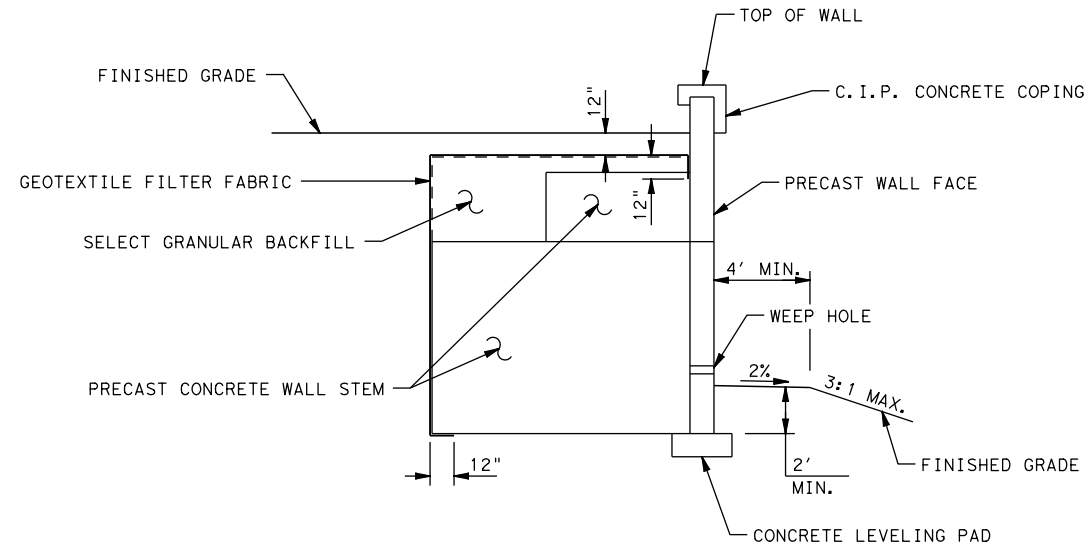 TOP OF WALL
FINISHED GRADE
12"
C.I.P. CONCRETE COPING
GEOTEXTILE FILTER FABRIC
PRECAST WALL FACE
12"
SELECT GRANULAR BACKFILL
4' MIN.
WEEP HOLE
2%
3:1 MAX.
PRECAST CONCRETE WALL STEM
12"
2'
MIN.
FINISHED GRADE
CONCRETE LEVELING PAD